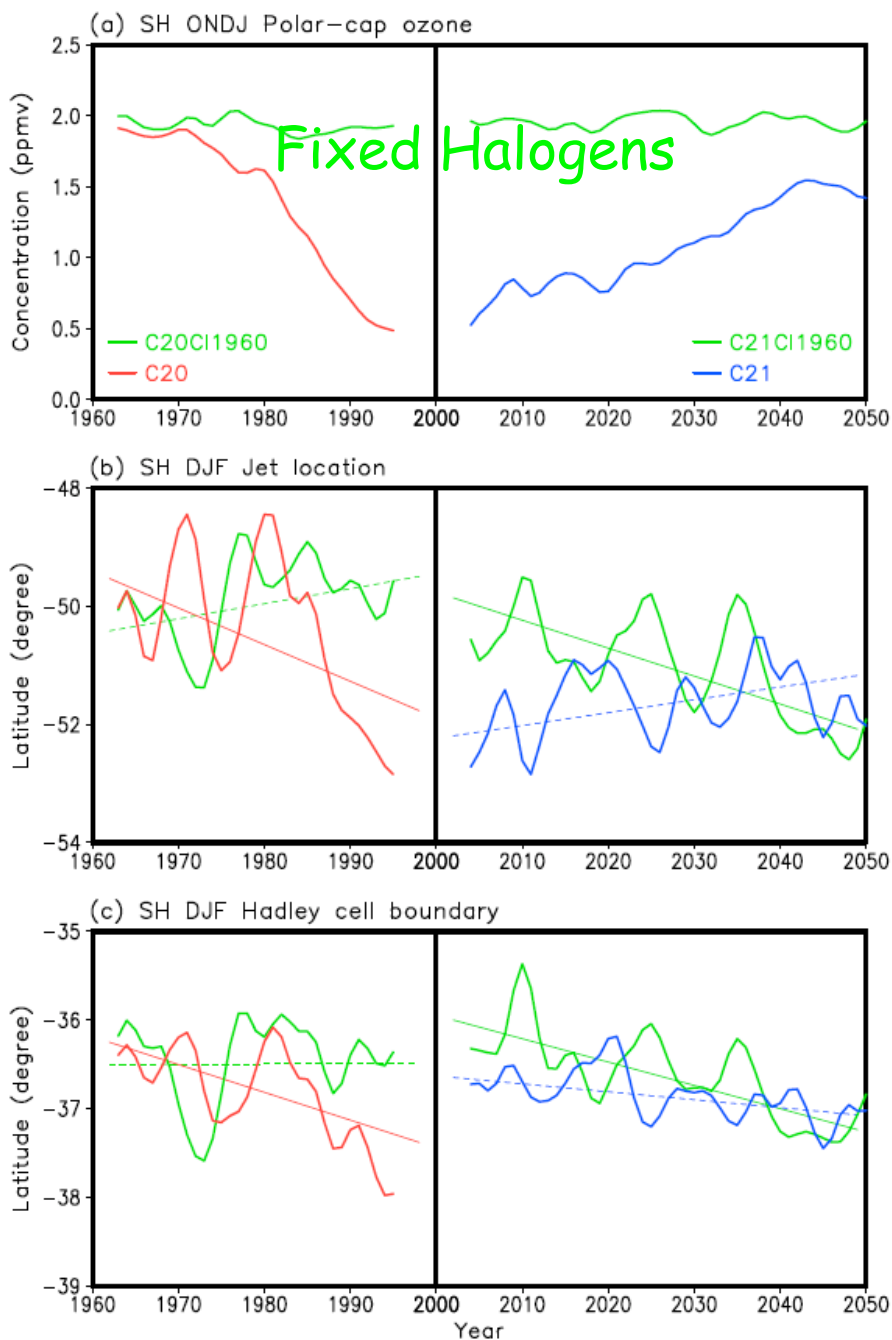 (a) SH ONDJ Polar-cap ozone
2.5
2.0
1.5
1.0
0.5
0.0
Concentration (ppmv)
Fixed Halogens
C20Cl1960
C20
C21Cl1960
C21
1960 1970 1980 1990 2000 2010 2020 2030 2040 2050
(b) SH DJF Jet location
-48
-50
-52
-54
Latitude (degree)
1960 1970 1980 1990 2000 2010 2020 2030 2040 2050
(c) SH DJF Hadley cell boundary
-35
-36
-37
-38
-39
Latitude (degree)
1960 1970 1980 1990 2000 2010 2020 2030 2040 2050
Year